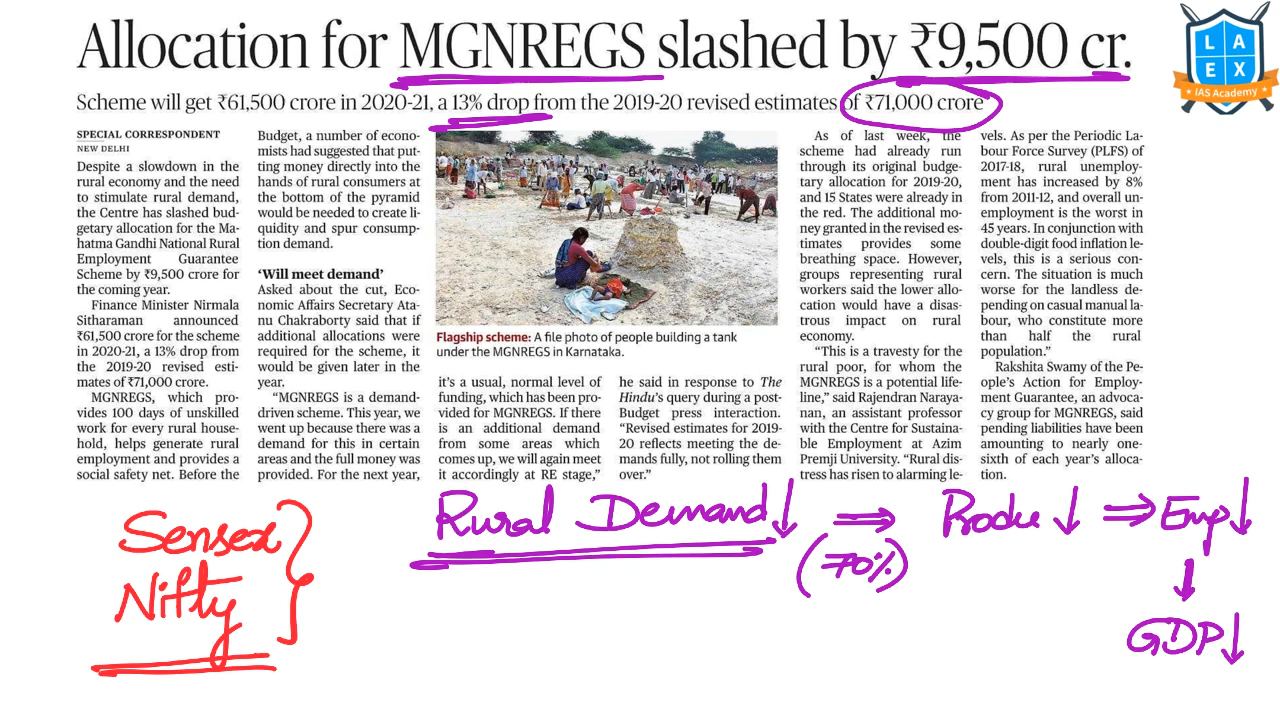 Allocation for MGNREGS slashed by ₹9,500 cr.
L A
E X
IAS Academy
Scheme will get ₹61,500 crore in 2020-21, a 13% drop from the 2019-20 revised estimates of ₹71,000 crore
SPECIAL CORRESPONDENT
NEW DELHI
Despite a slowdown in the
rural economy and the need
to stimulate rural demand,
the Centre has slashed bud-
getary allocation for the Ma-
hatma Gandhi National Rural
Employment Guarantee
Scheme by ₹9,500 crore for
the coming year.
Finance Minister Nirmala
Sitharaman announced
₹61,500 crore for the scheme
in 2020-21, a 13% drop from
the 2019-20 revised esti-
mates of ₹71,000 crore.
MGNREGS, which pro-
vides 100 days of unskilled
work for every rural house-
hold, helps generate rural
employment and provides a
social safety net. Before the
Budget, a number of econo-
mists had suggested that put-
ting money directly into the
hands of rural consumers at
the bottom of the pyramid
would be needed to create li-
quidity and spur consump-
tion demand.
‘Will meet demand’
Asked about the cut, Eco-
nomic Affairs Secretary Ata-
nu Chakraborty said that if
additional allocations were
required for the scheme, it
would be given later in the
year.
“MGNREGA is a demand-
driven scheme. This year, we
went up because there was a
demand for this in certain
areas and the full money was
provided. For the next year,
Flagship scheme: A file photo of people building a tank
under the MGNREGS in Karnataka.
it’s a usual, normal level of
funding, which has been pro-
vided for MGNREGS. If there
is an additional demand
from some areas which
comes up, we will again meet
it accordingly at RE stage,”
he said in response to The
Hindu’s query during a post-
Budget press interaction.
“Revised estimates for 2019-
20 reflects meeting the de-
mands fully, not rolling them
over.”
As of last week, the
scheme had already run
through its original budge-
tary allocation for 2019-20,
and 15 States were already in
the red. The additional mo-
ney granted in the revised es-
timates provides some
breathing space. However,
groups representing rural
workers said the lower allo-
cation would have a disas-
trous impact on rural
economy.
“This is a travesty for the
rural poor, for whom the
MGNREGS is a potential life-
line,” said Rajendran Naraya-
nan, an assistant professor
with the Centre for Sustaina-
ble Employment at Azim
Premji University. “Rural dis-
tress has risen to alarming le-
vels. As per the Periodic La-
bour Force Survey (PLFS) of
2017-18, rural unemploy-
ment has increased by 8%
from 2011-12, and overall un-
employment is the worst in
45 years. In conjunction with
double-digit food inflation le-
vels, this is a serious con-
cern. The situation is much
worse for the landless de-
pending on casual manual la-
bour, who constitute more
than half the rural
population.”
Rakshita Swamy of the Pe-
ople’s Action for Employ-
ment Guarantee, an advoca-
cy group for MGNREGS, said
pending liabilities have been
amounting to nearly one-
sixth of each year’s alloca-
tion.
Sensex
Nifty
Rural Demand ↓ ⇒ Produ ↓ ⇒ Emp ↓
(70%)
↓
GDP ↓